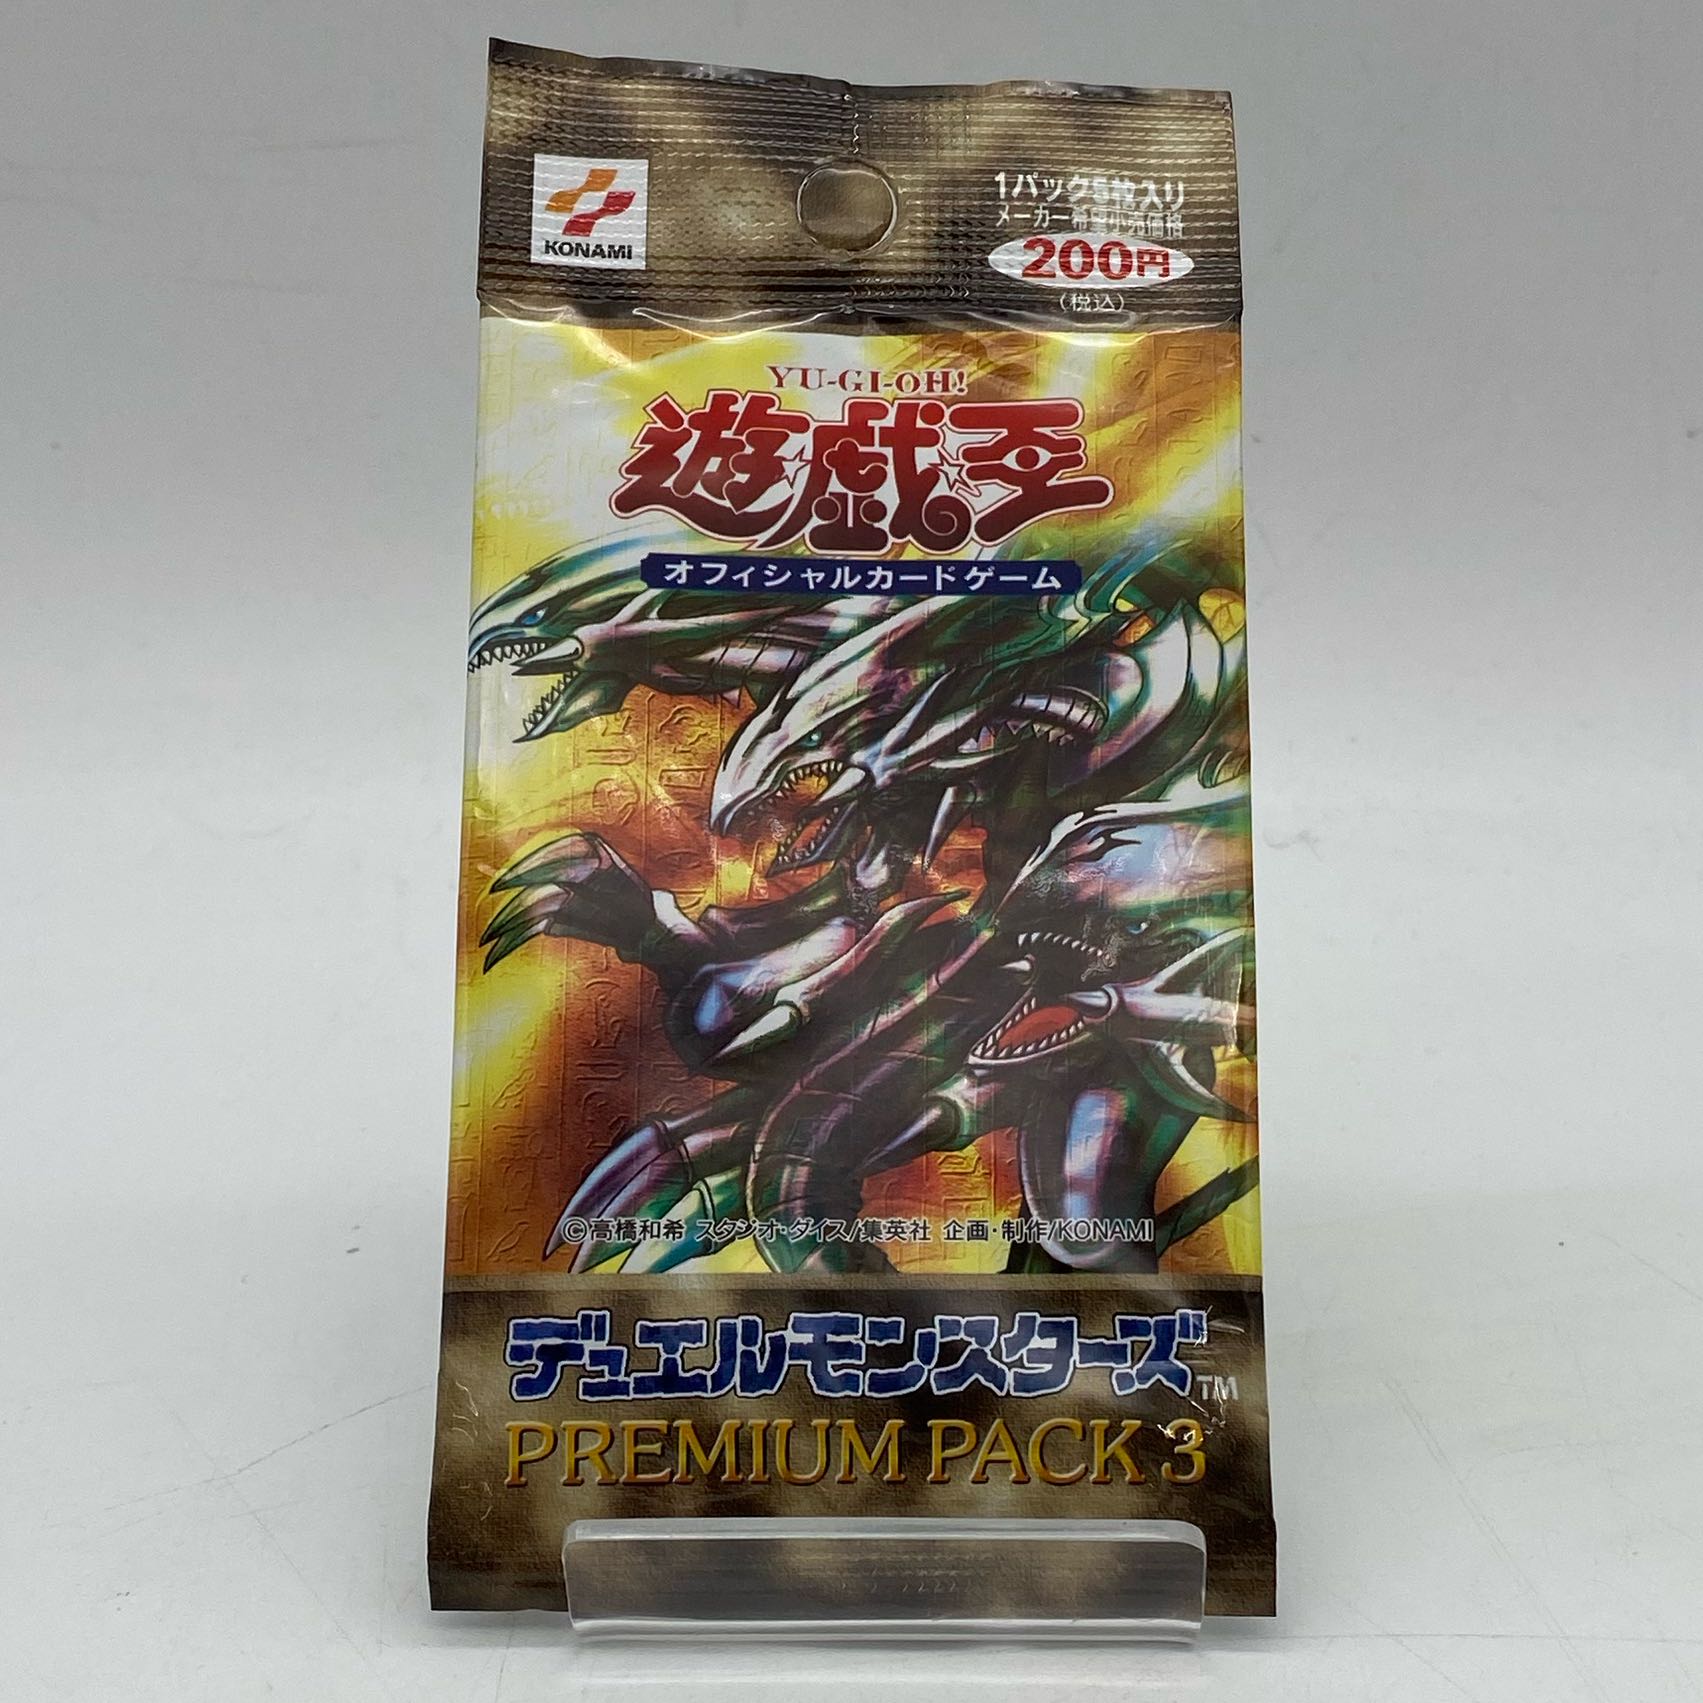 KONAMI
1パック5枚入り
メーカー希望小売価格
200円
(税込)
YU-GI-OH!
遊戯王
オフィシャルカードゲーム
©高橋和希 スタジオ・ダイス/集英社 企画・制作/KONAMI
デュエルモンスターズ™
PREMIUM PACK 3